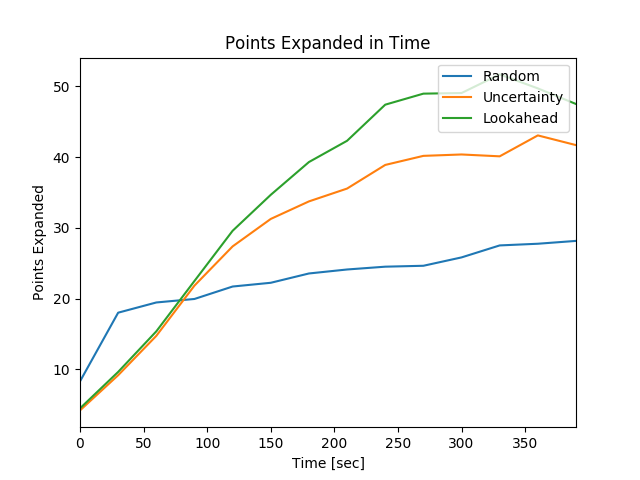 Points Expanded in Time
Points Expanded
50
40
30
20
10
Random
Uncertainty
Lookahead
0
50
100
150
200
250
300
350
Time [sec]